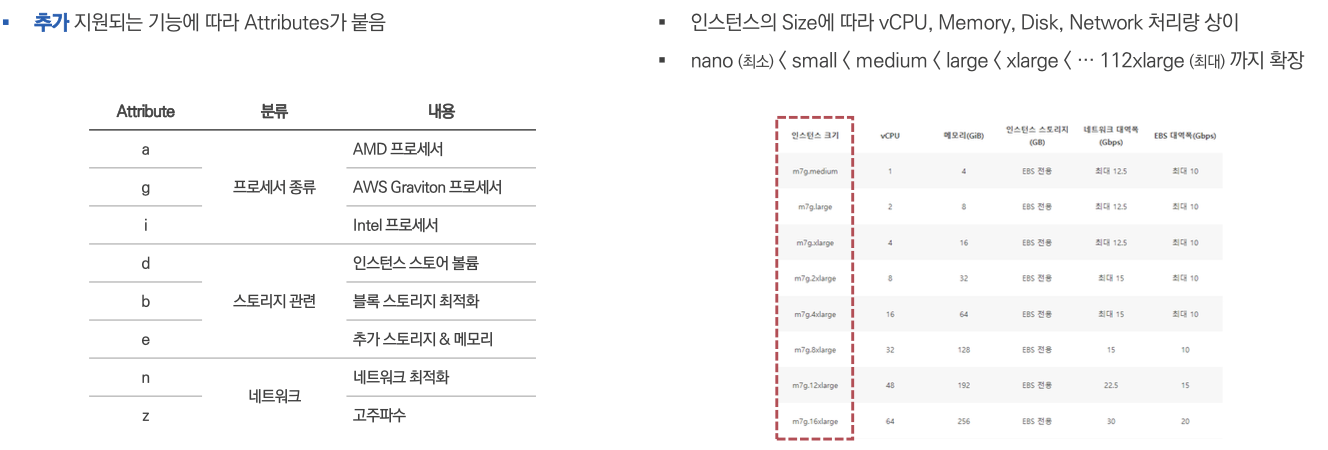 ▪ 추가 지원되는 기능에 따라 Attributes가 붙음
Attribute 분류 내용
a AMD 프로세서
g 프로세서 종류 AWS Graviton 프로세서
i Intel 프로세서
d 인스턴스 스토어 볼륨
b 스토리지 관련 블록 스토리지 최적화
e 추가 스토리지 & 메모리
n 네트워크 최적화
네트워크
z 고주파수
▪ 인스턴스의 Size에 따라 vCPU, Memory, Disk, Network 처리량 상이
▪ nano (최소) < small < medium < large < xlarge < ⋯ 112xlarge (최대) 까지 확장
인스턴스 크기 vCPU 메모리(GiB) 인스턴스 스토리지 (GB) 네트워크 대역폭 (Gbps) EBS 대역폭(Gbps)
m7g.medium 1 4 EBS 전용 최대 12.5 최대 10
m7g.large 2 8 EBS 전용 최대 12.5 최대 10
m7g.xlarge 4 16 EBS 전용 최대 12.5 최대 10
m7g.2xlarge 8 32 EBS 전용 최대 15 최대 10
m7g.4xlarge 16 64 EBS 전용 최대 15 최대 10
m7g.8xlarge 32 128 EBS 전용 15 10
m7g.12xlarge 48 192 EBS 전용 22.5 15
m7g.16xlarge 64 256 EBS 전용 30 20